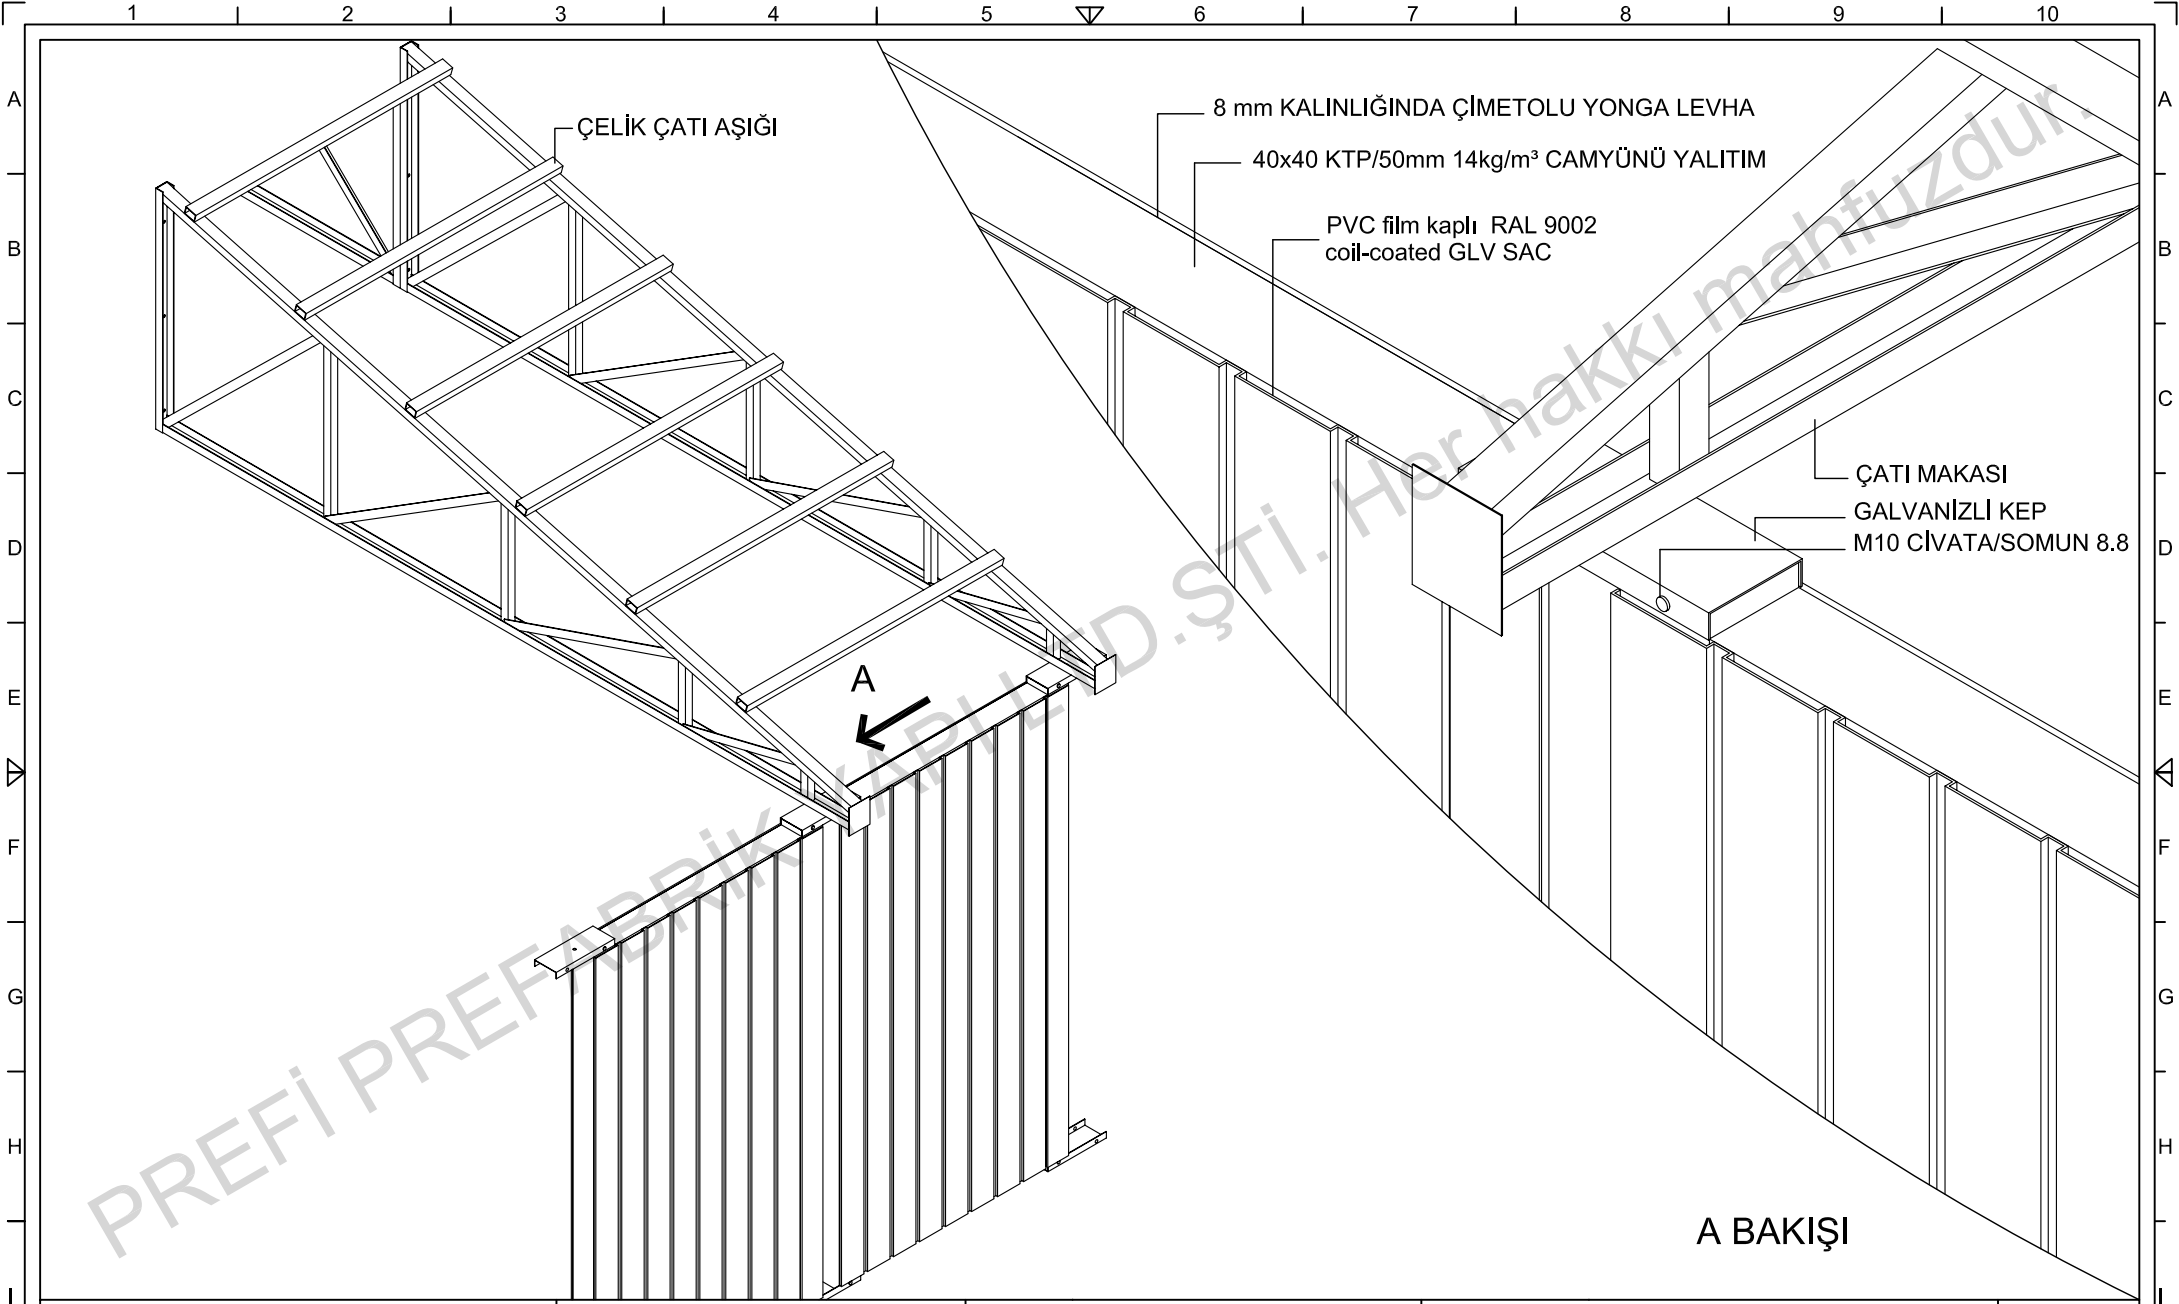 1 2 3 4 5 6 7 8 9 10
A A
B B
C C
D D
E E
F F
G G
H H
I I
ÇELİK ÇATI AŞIĞI
A
8 mm KALINLIĞINDA ÇİMETOLU YONGA LEVHA
40x40 KTP/50mm 14kg/m³ CAMYÜNÜ YALITIM
PVC film kaplı RAL 9002
coil-coated GLV SAC
ÇATI MAKASI
GALVANİZLİ KEP
M10 CİVATA/SOMUN 8.8
A BAKIŞI
PREFİ PREFABRİK YAPI LTD.ŞTİ. Her hakkı mahfuzdur.